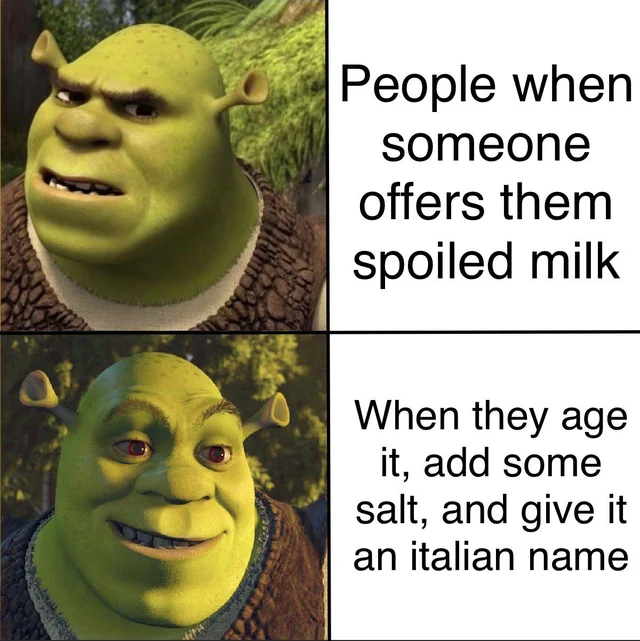 People when
someone
offers them
spoiled milk
When they age
it, add some
salt, and give it
an italian name